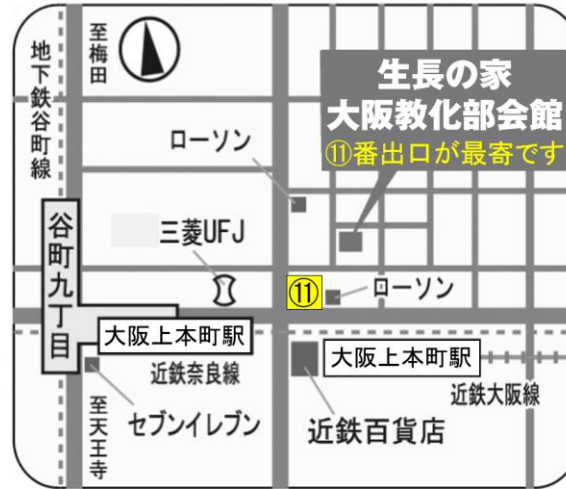 至梅田
地下鉄谷町線
生長の家
大阪教化部会館
⑪番出口が最寄です
ローソン
三菱UFJ
谷町九丁目
⑪
ローソン
大阪上本町駅
大阪上本町駅
近鉄奈良線
近鉄大阪線
セブンイレブン
近鉄百貨店
至天王寺